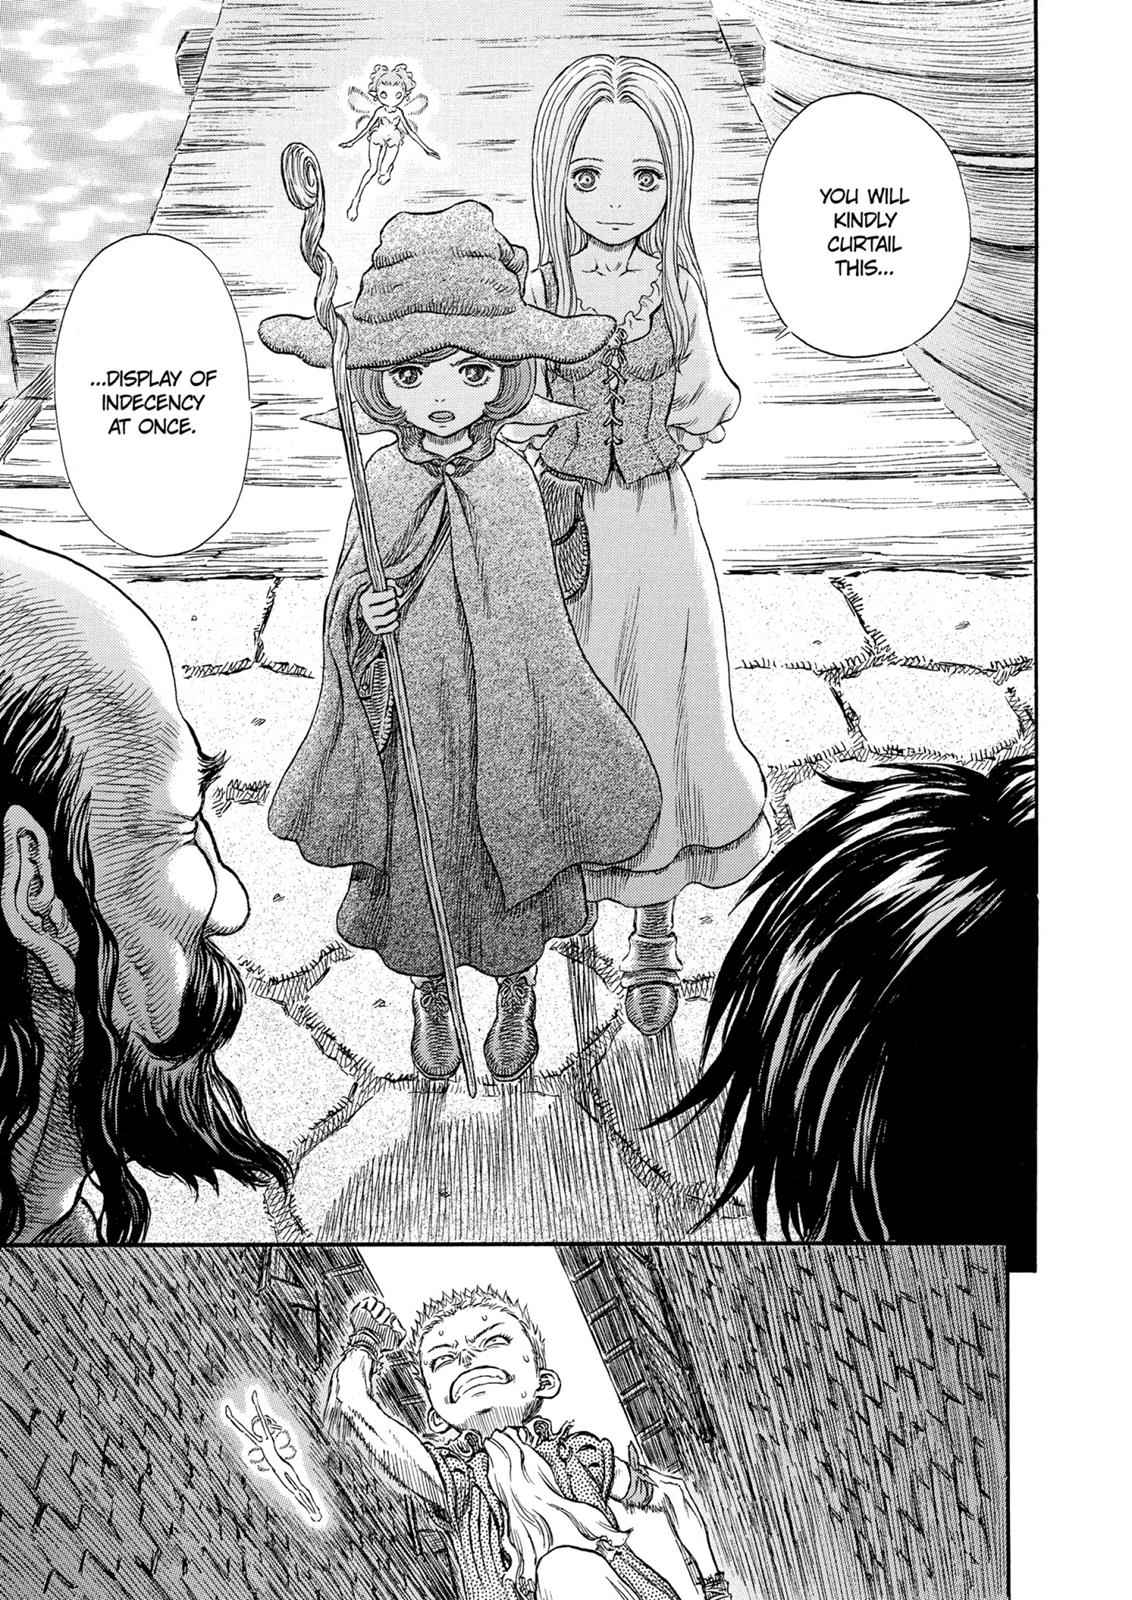 YOU WILL
KINDLY
CURTAIL
THIS...
...DISPLAY OF
INDECENCY
AT ONCE.